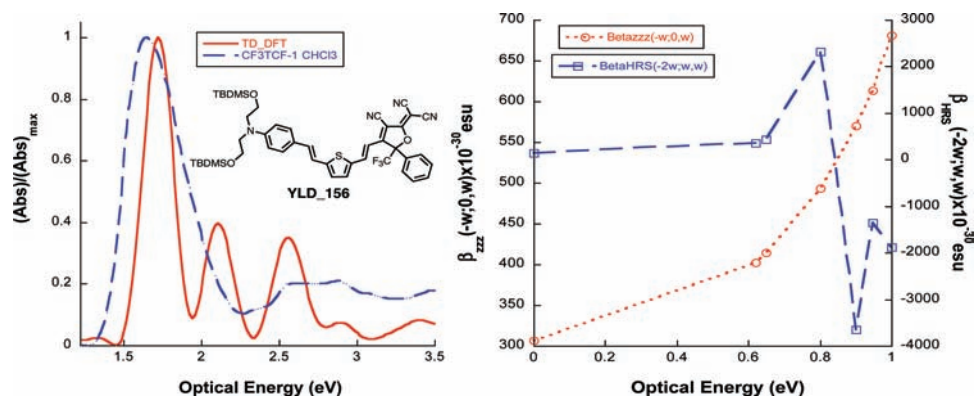 TD_DFT
CF3TCF-1 CHCl3
TBDMSO
TBDMSO
N
S
NC
CN
CN
O
F₃C
YLD_156
(Abs)/(Abs)max
1
0.8
0.6
0.4
0.2
0
1.5
2
2.5
3
3.5
Optical Energy (eV)
Betazzz(-w;0,w)
BetaHRS(-2w;w,w)
βzzz(-w;0,w)x10⁻³⁰ esu
700
650
600
550
500
450
400
350
300
0
0.2
0.4
0.6
0.8
1
Optical Energy (eV)
3000
2000
1000
0
-1000
-2000
-3000
-4000
βHRS(-2w;w,w)x10⁻³⁰
esu